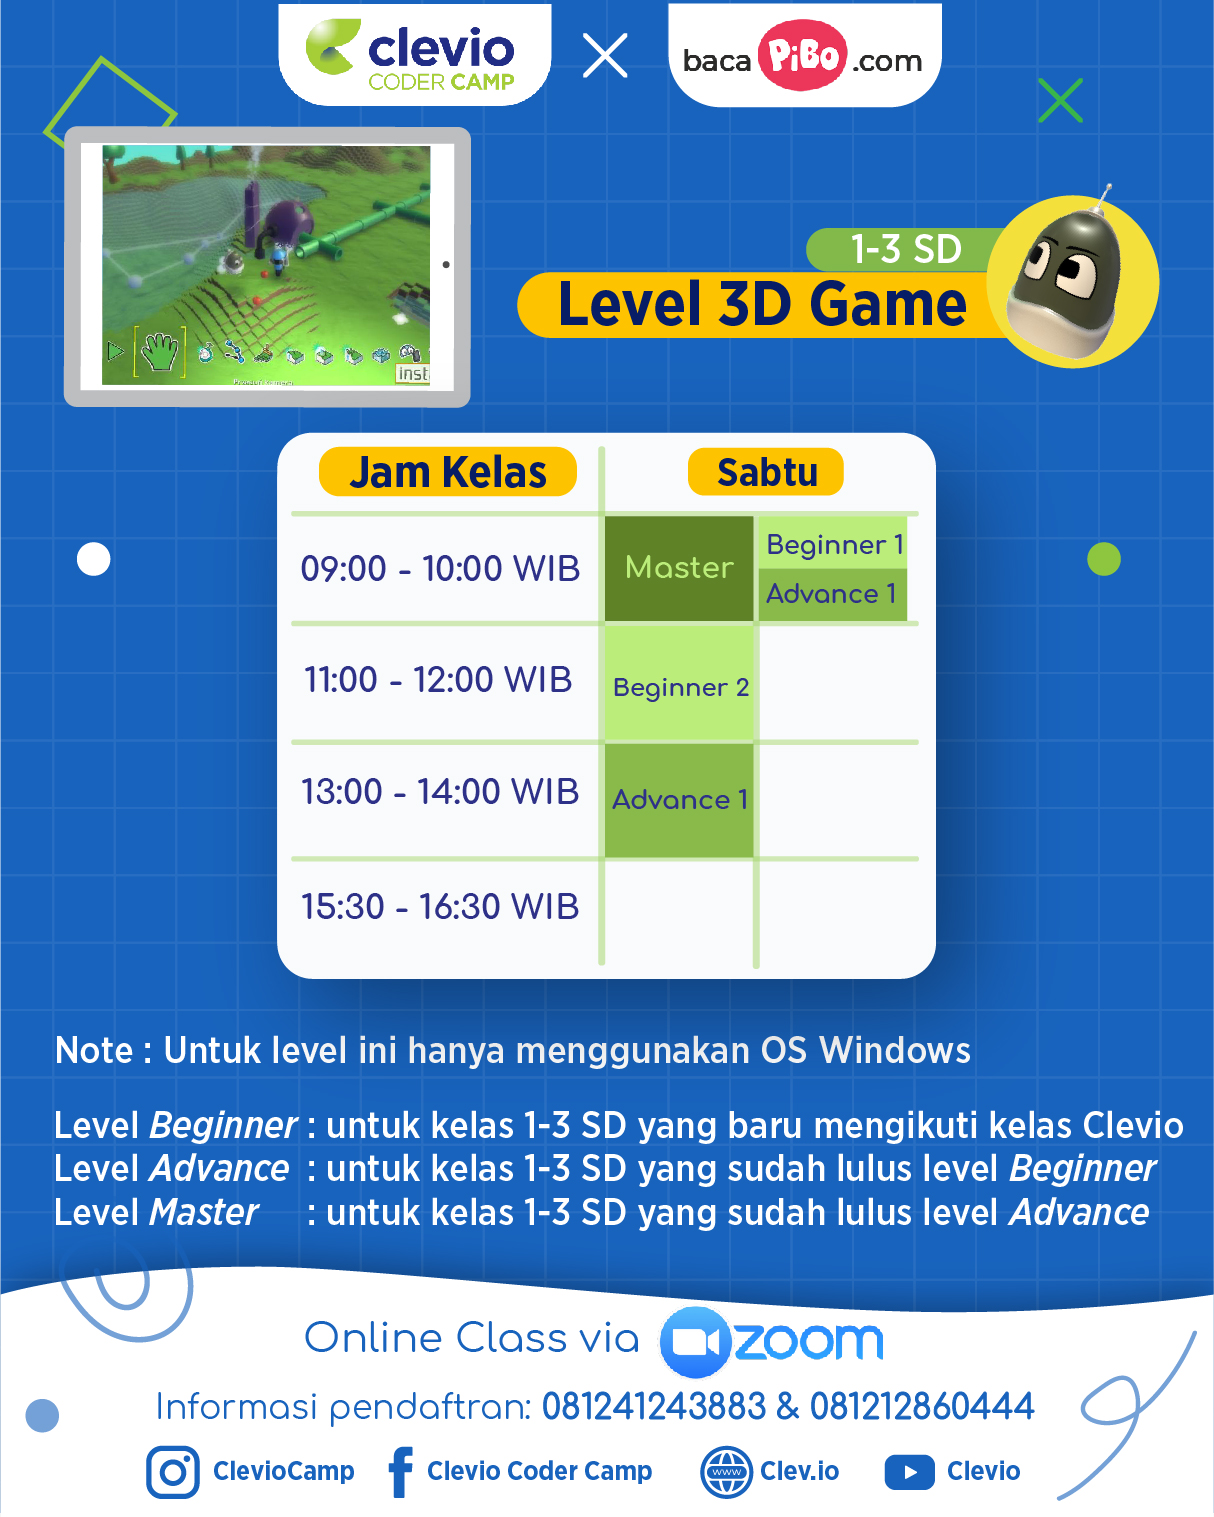 clevio
CODER CAMP
baca PiBo .com
1-3 SD
Level 3D Game
inst
Jam Kelas
Sabtu
09:00 - 10:00 WIB
Master
Beginner 1
Advance 1
11:00 - 12:00 WIB
Beginner 2
13:00 - 14:00 WIB
Advance 1
15:30 - 16:30 WIB
Note : Untuk level ini hanya menggunakan OS Windows
Level Beginner : untuk kelas 1-3 SD yang baru mengikuti kelas Clevio
Level Advance : untuk kelas 1-3 SD yang sudah lulus level Beginner
Level Master : untuk kelas 1-3 SD yang sudah lulus level Advance
Online Class via zoom
Informasi pendaftran: 081241243883 & 081212860444
ClevioCamp Clevio Coder Camp www Clev.io Clevio